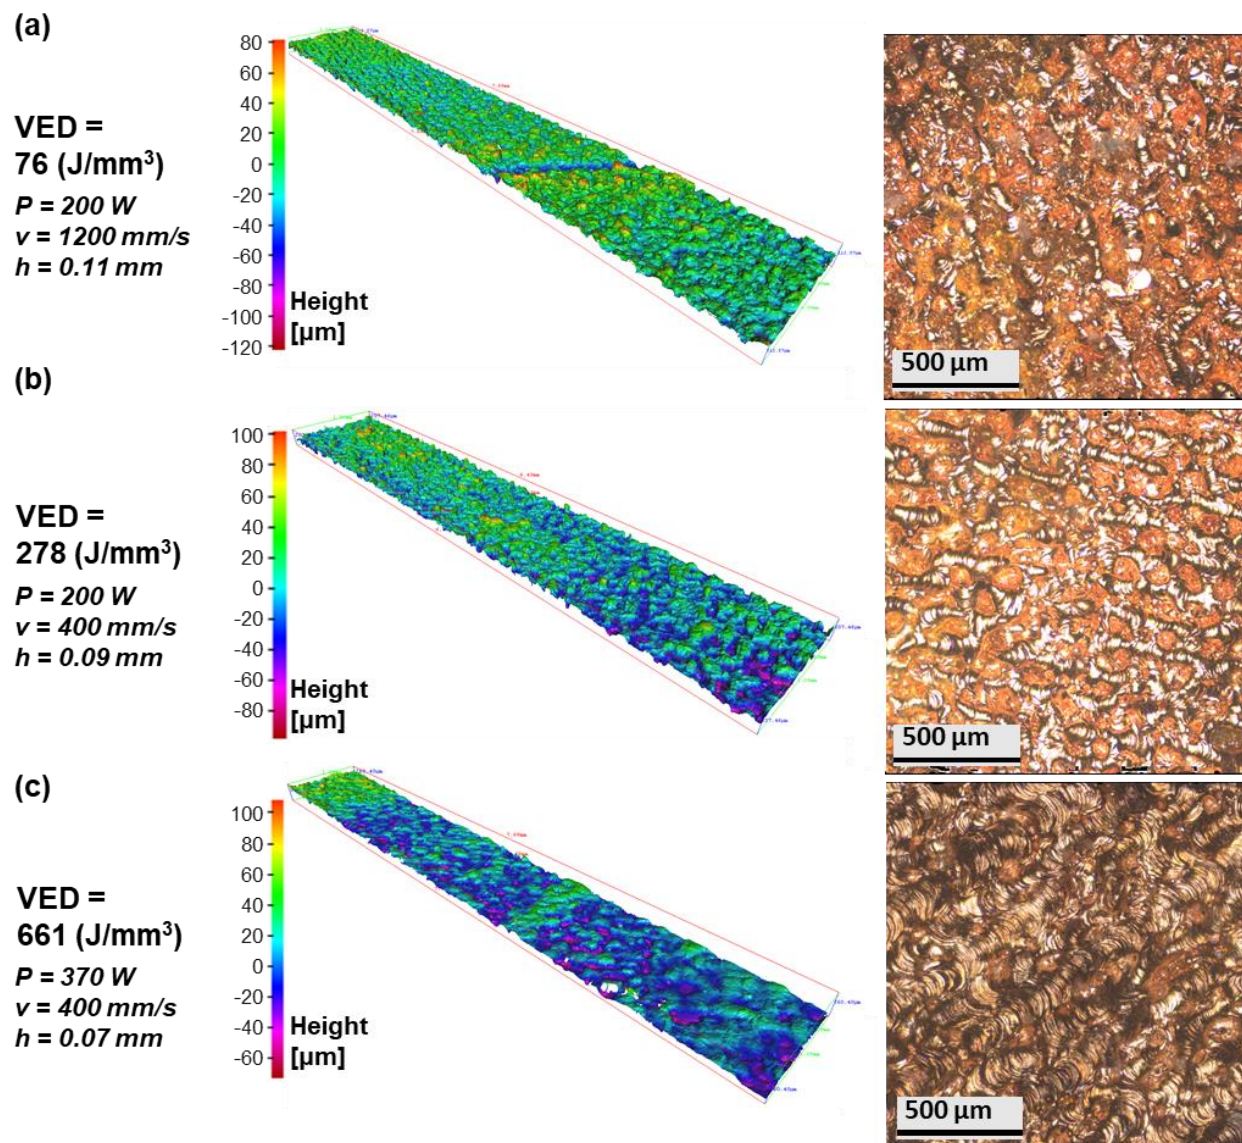 (a)
VED =
76 (J/mm³)
P = 200 W
v = 1200 mm/s
h = 0.11 mm
80
60
40
20
0
-20
-40
-60
-80
-100
-120
Height
[µm]
500 µm
(b)
VED =
278 (J/mm³)
P = 200 W
v = 400 mm/s
h = 0.09 mm
100
80
60
40
20
0
-20
-40
-60
-80
Height
[µm]
500 µm
(c)
VED =
661 (J/mm³)
P = 370 W
v = 400 mm/s
h = 0.07 mm
100
80
60
40
20
0
-20
-40
-60
Height
[µm]
500 µm